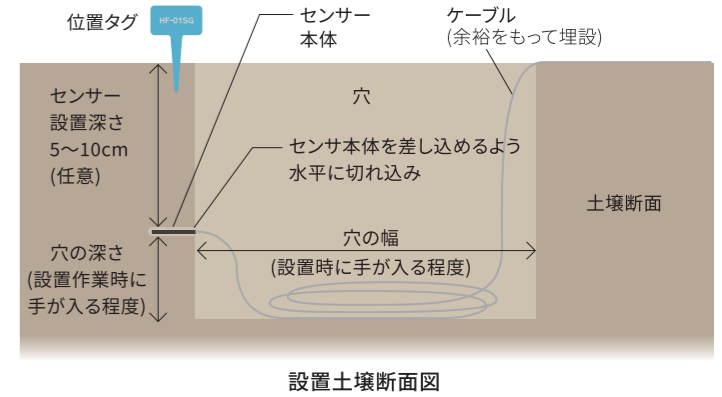 位置タグ
HF-01SG
センサー
本体
ケーブル
(余裕をもって埋設)
センサー
設置深さ
5～10cm
(任意)
穴
センサ本体を差し込めるよう
水平に切れ込み
土壌断面
穴の深さ
(設置作業時に
手が入る程度)
穴の幅
(設置時に手が入る程度)
設置土壌断面図